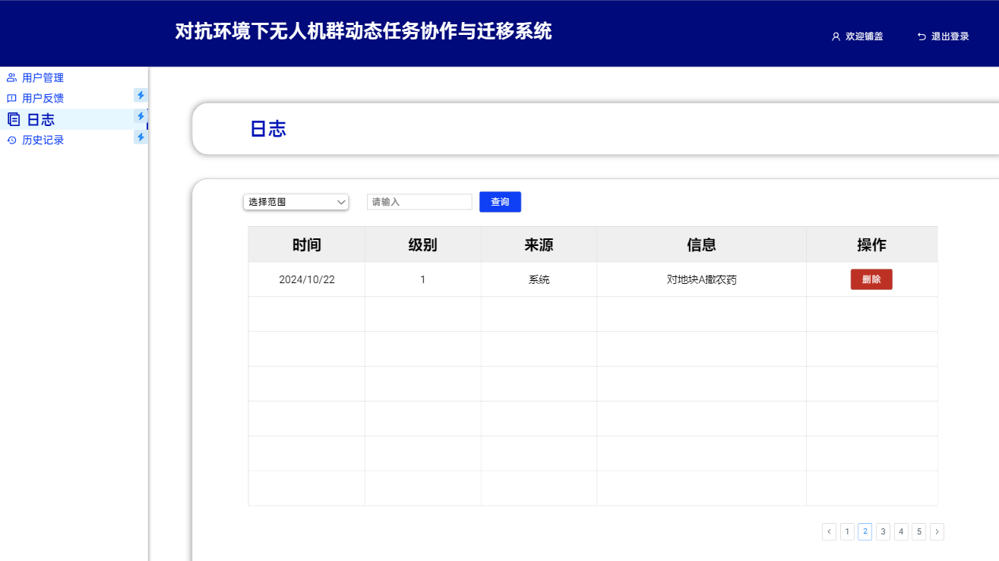 对抗环境下无人机群动态任务协作与迁移系统
欢迎铺盖 退出登录
用户管理
用户反馈
日志
历史记录
日志
选择范围 请输入 查询
时间 级别 来源 信息 操作
2024/10/22 1 系统 对地块A撒农药 删除
< 1 2 3 4 5 >